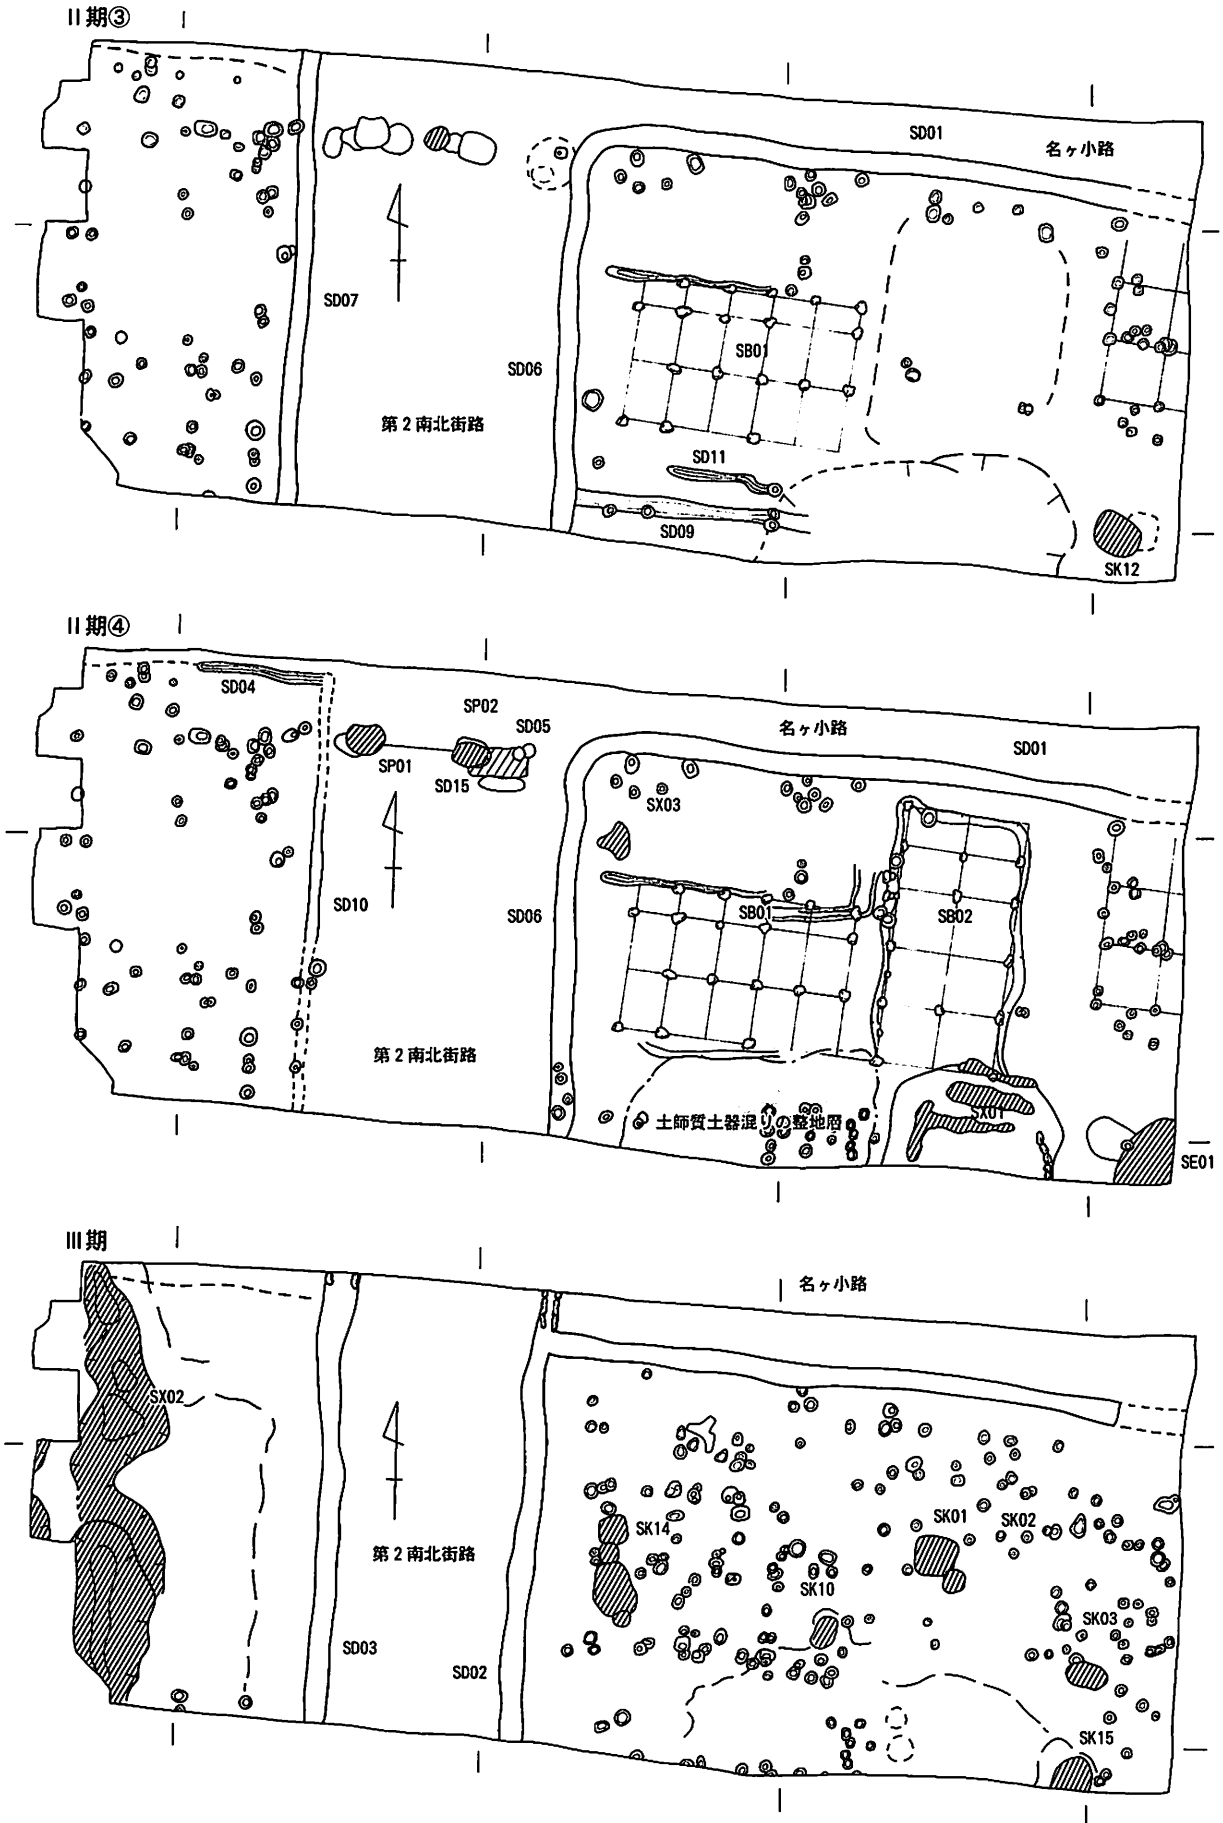 II期③
SD01
名ヶ小路
SD07
SB01
SD06
第2南北街路
SD11
SD09
SK12
II期④
SD04
SP02
SD05
名ヶ小路
SD01
SP01
SD15
SX03
SD10
SD06
SB01
SB02
第2南北街路
土師質土器混りの整地層
SX01
SE01
III期
名ヶ小路
SX02
SK14
SK01
SK02
第2南北街路
SK10
SK03
SD03
SD02
SK15